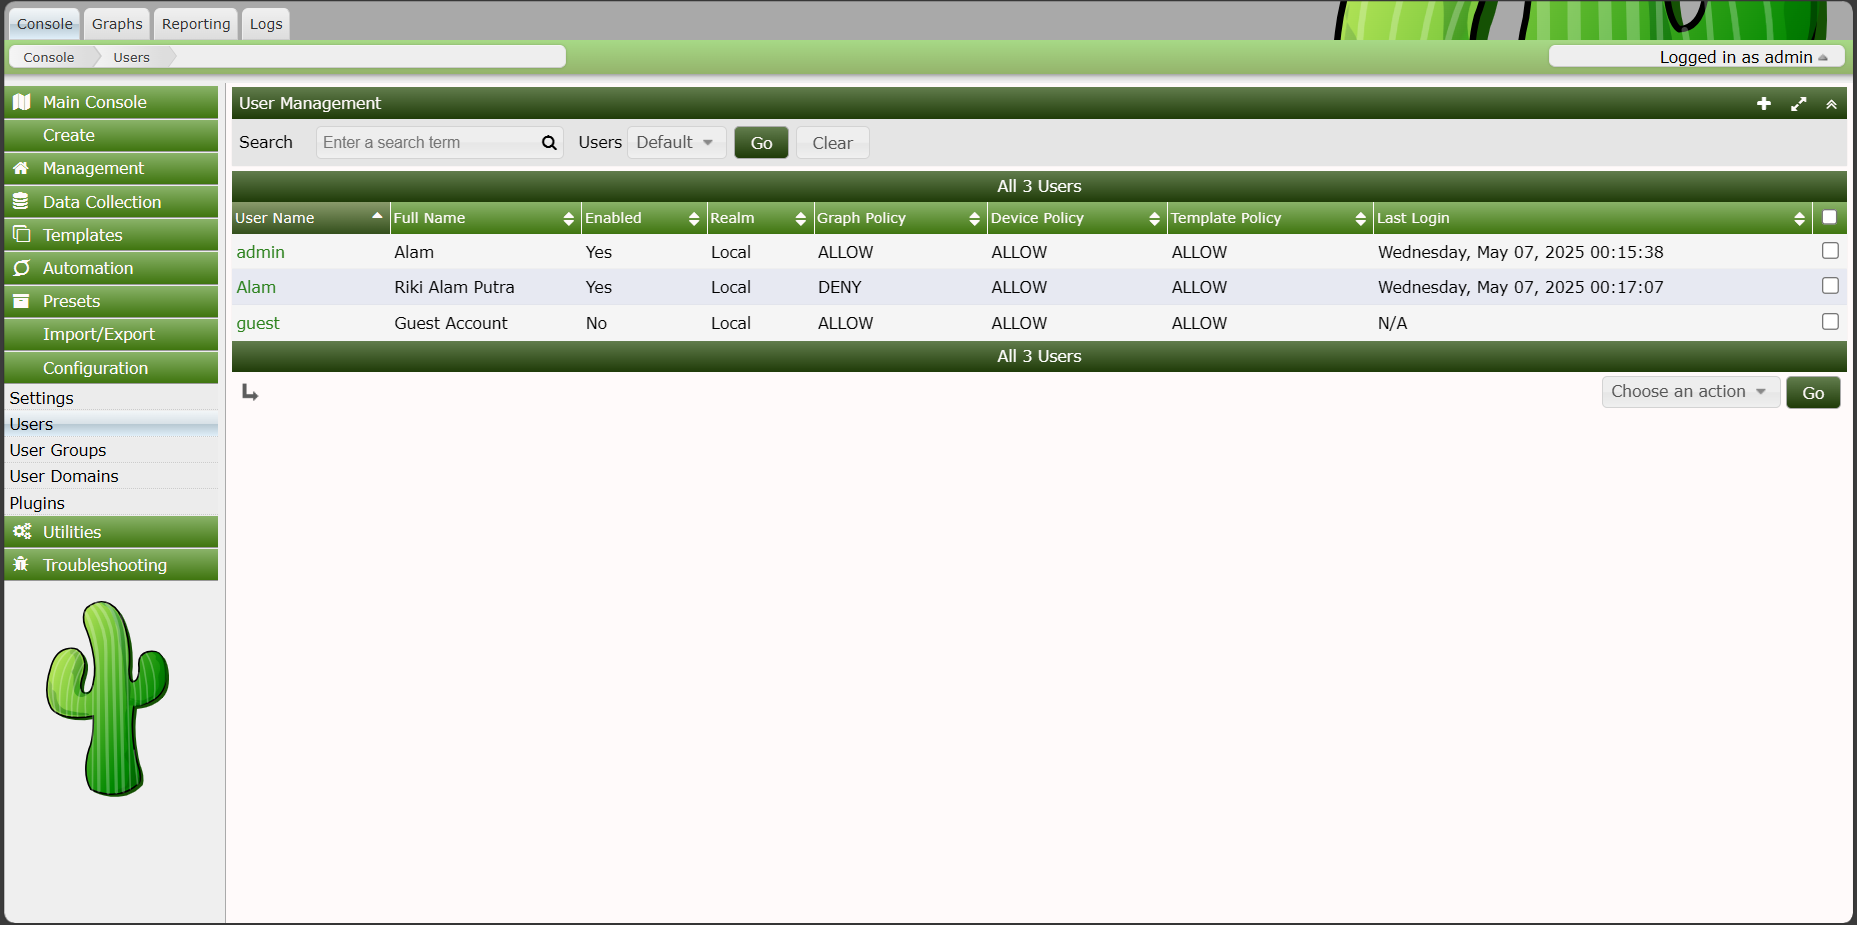 Console Graphs Reporting Logs
Console Users
Logged in as admin
Main Console
Create
Management
Data Collection
Templates
Automation
Presets
Import/Export
Configuration
Settings
Users
User Groups
User Domains
Plugins
Utilities
Troubleshooting
User Management
Search Enter a search term Users Default Go Clear
All 3 Users
User Name Full Name Enabled Realm Graph Policy Device Policy Template Policy Last Login
admin Alam Yes Local ALLOW ALLOW ALLOW Wednesday, May 07, 2025 00:15:38
Alam Riki Alam Putra Yes Local DENY ALLOW ALLOW Wednesday, May 07, 2025 00:17:07
guest Guest Account No Local ALLOW ALLOW ALLOW N/A
All 3 Users
Choose an action Go